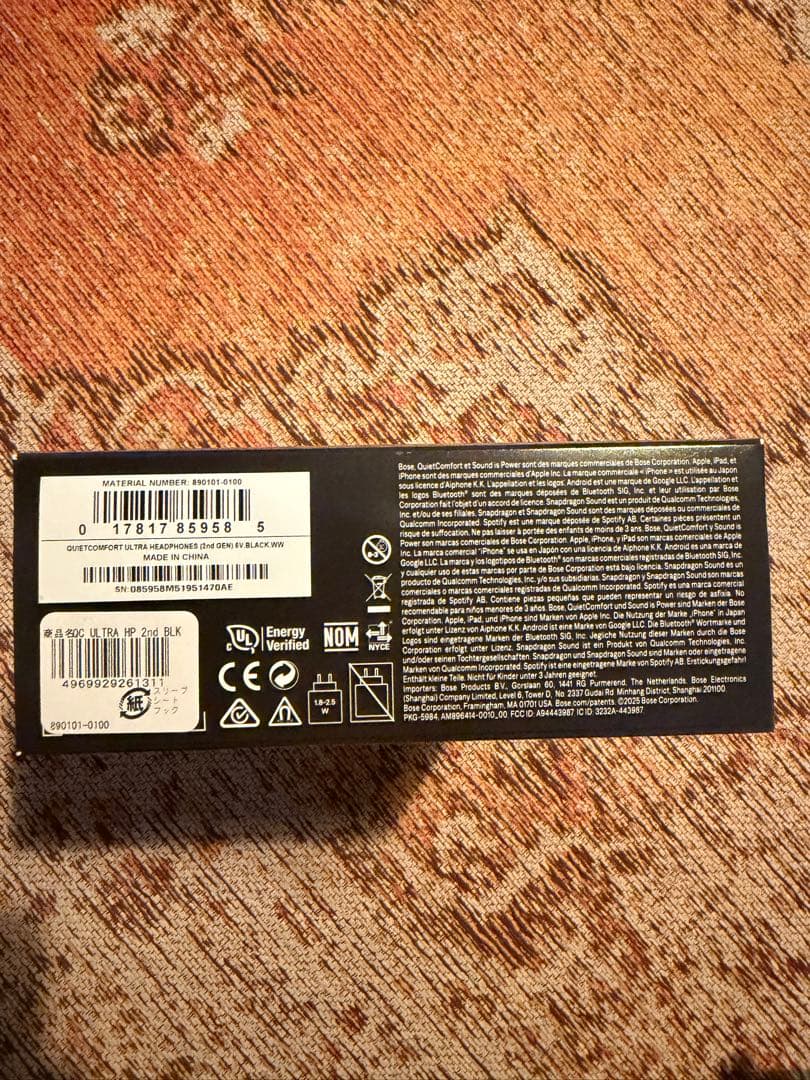 MATERIAL NUMBER: 890101-0100
0 17817 85958 5
QUIETCOMFORT ULTRA HEADPHONES (2nd GEN) 6V.BLACK.WW
MADE IN CHINA
SN:085958M51951470AE
商品名QC ULTRA HP 2nd BLK
4969929261311
紙
スリーブ
シート
フック
890101-0100
0-3
UL
Energy
Verified
NOM
NYCE
CE
1.8-2.5
W
Bose, QuietComfort et Sound is Power sont des marques commerciales de Bose Corporation. Apple, iPad, et
iPhone sont des marques commerciales d'Apple Inc. La marque commerciale « iPhone » est utilisée au Japon
sous licence d'Aiphone K.K. L'appellation et les logos. Android est une marque de Google LLC. L'appellation et
les logos Bluetooth® sont des marques déposées de Bluetooth SIG, Inc. et leur utilisation par Bose
Corporation fait l'objet d'un accord de licence. Snapdragon Sound est un produit de Qualcomm Technologies,
Inc. et/ou de ses filiales. Snapdragon et Snapdragon Sound sont des marques déposées ou commerciales de
Qualcomm Incorporated. Spotify est une marque déposée de Spotify AB. Certaines pièces présentent un
risque de suffocation. Ne pas laisser à portée des enfants de moins de 3 ans. Bose, QuietComfort y Sound is
Power son marcas comerciales de Bose Corporation. Apple, iPhone, y iPad son marcas comerciales de Apple
Inc. La marca comercial "iPhone" se usa en Japón con una licencia de Aiphone K.K. Android es una marca de
Google LLC. La marca y los logotipos de Bluetooth® son marcas comerciales registradas de Bluetooth SIG, Inc.
y cualquier uso de estas marcas por parte de Bose está bajo licencia. Snapdragon Sound es un
producto de Qualcomm Technologies, Inc. y/o sus subsidiarias. Snapdragon y Snapdragon Sound son marcas
comerciales o marcas comerciales registradas de Qualcomm Incorporated. Spotify es una marca comercial
registrada de Spotify AB. Contiene piezas pequeñas que pueden representar un riesgo de asfixia. No
recomendable para niños menores de 3 años. Bose, QuietComfort und Sound is Power sind Marken der Bose
Corporation. Apple, iPad, und iPhone sind Marken von Apple Inc. Die Nutzung der Marke „iPhone" in Japan
erfolgt unter Lizenz von Aiphone K.K. Android ist eine Marke von Google LLC. Die Bluetooth® Wortmarke und
Logos sind eingetragene Marken der Bluetooth SIG, Inc. Jegliche Nutzung dieser Marken durch die Bose
Corporation erfolgt unter Lizenz. Snapdragon Sound ist ein Produkt von Qualcomm Technologies, Inc.
und/oder seinen Tochtergesellschaften. Snapdragon und Snapdragon Sound sind Marken oder eingetragene
Marken von Qualcomm Incorporated. Spotify ist eine eingetragene Marke von Spotify AB. Erstickungsgefahr!
Enthält kleine Teile. Nicht für Kinder unter 3 Jahren geeignet.
Importers: Bose Products B.V., Gorslaan 60, 1441 RG Purmerend, The Netherlands. Bose Electronics
(Shanghai) Company Limited, Level 6, Tower D, No. 2337 Gudai Rd. Minhang District, Shanghai 201100.
Bose Corporation, Framingham, MA 01701 USA. Bose.com/patents. ©2025 Bose Corporation.
PKG-5984, AM896414-0010_00 FCC ID: A94443987 IC ID: 3232A-443987